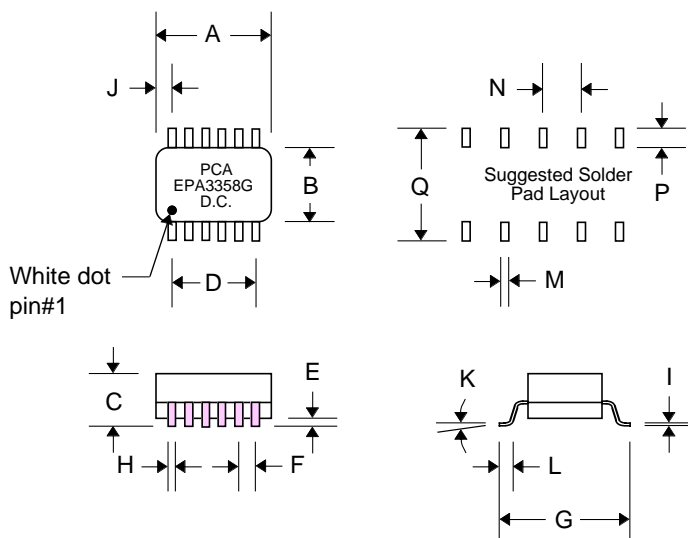 A
J
N
PCA
EPA3358G
D.C.
B
Q
Suggested Solder
Pad Layout
P
White dot
pin#1
D
M
C
E
K
I
H
F
L
G